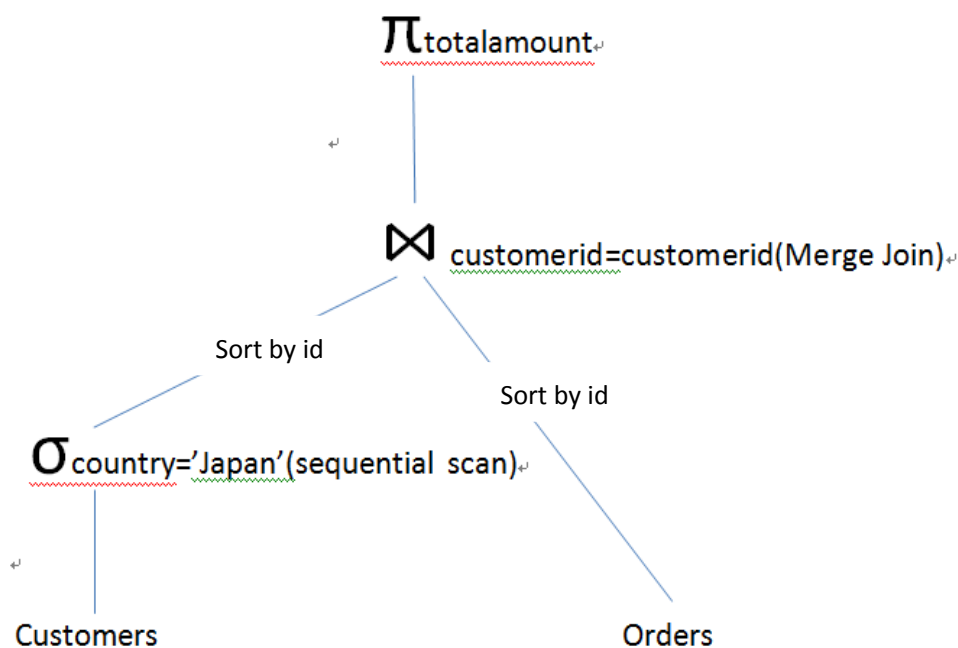 πtotalamount
⋈ customerid=customerid(Merge Join)
Sort by id
Sort by id
σcountry='Japan'(sequential scan)
Customers
Orders